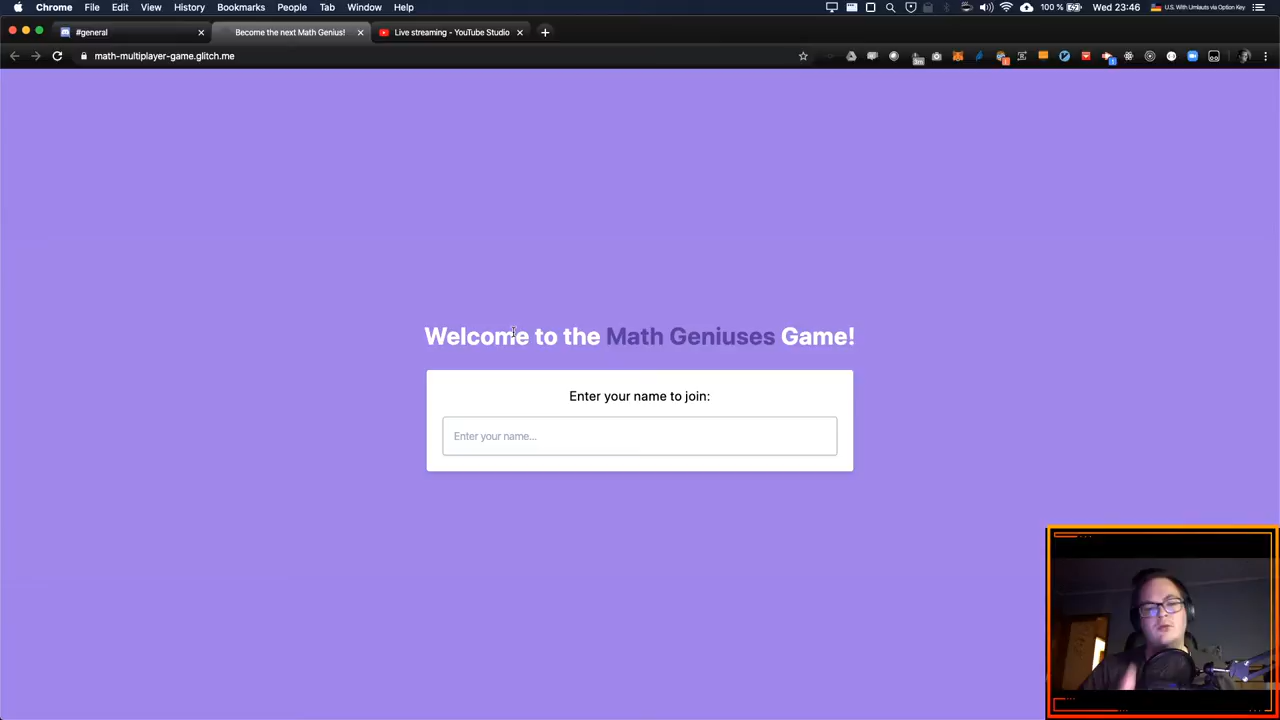 Chrome File Edit View History Bookmarks People Tab Window Help 100 % Wed 23:46 U.S. With Umlauts via Option Key
#general Become the next Math Genius! Live streaming - YouTube Studio
math-multiplayer-game.glitch.me
Welcome to the Math Geniuses Game!
Enter your name to join:
Enter your name...